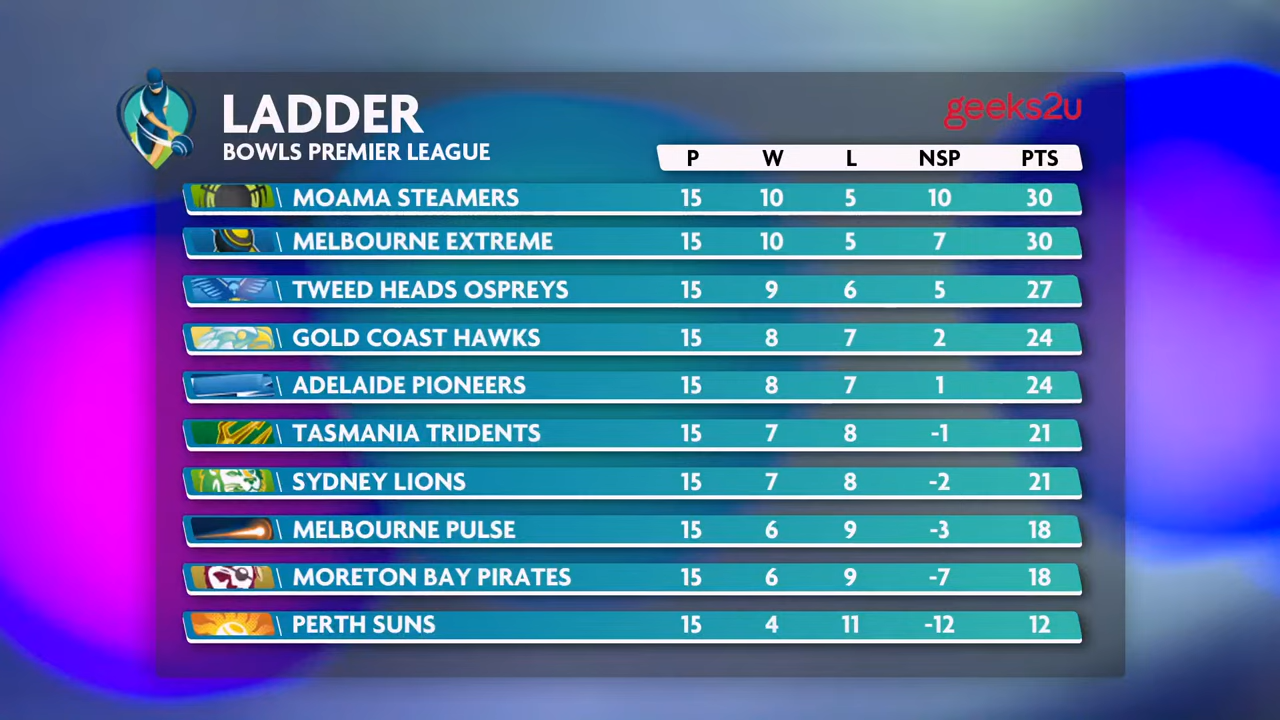 LADDER
BOWLS PREMIER LEAGUE
geeks2u
P W L NSP PTS
MOAMA STEAMERS 15 10 5 10 30
MELBOURNE EXTREME 15 10 5 7 30
TWEED HEADS OSPREYS 15 9 6 5 27
GOLD COAST HAWKS 15 8 7 2 24
ADELAIDE PIONEERS 15 8 7 1 24
TASMANIA TRIDENTS 15 7 8 -1 21
SYDNEY LIONS 15 7 8 -2 21
MELBOURNE PULSE 15 6 9 -3 18
MORETON BAY PIRATES 15 6 9 -7 18
PERTH SUNS 15 4 11 -12 12